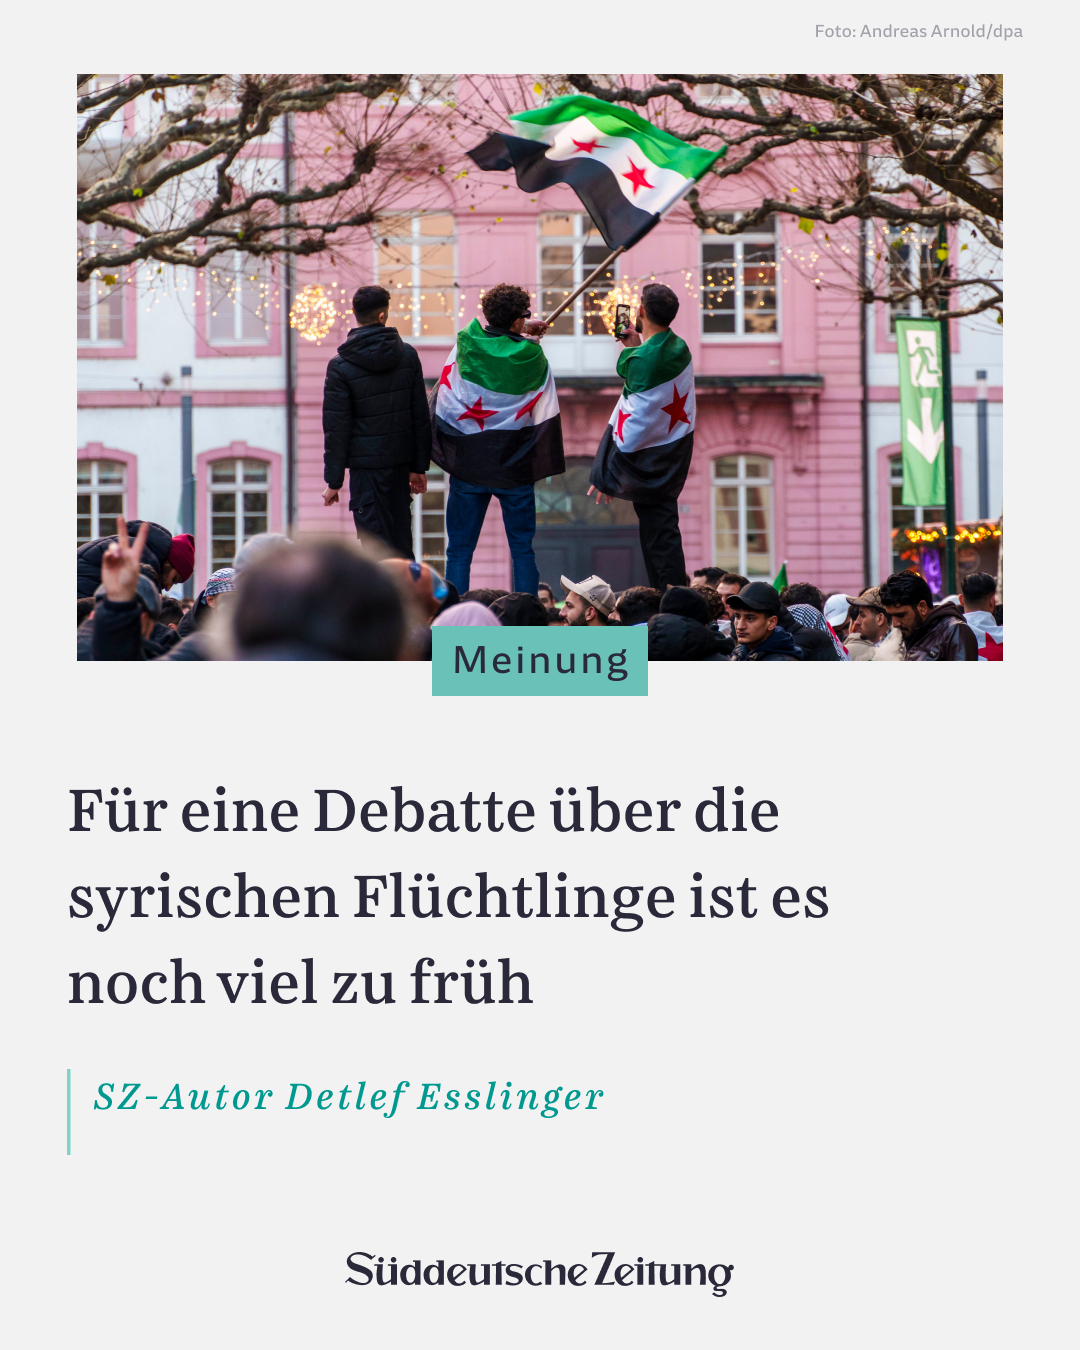 Foto: Andreas Arnold/dpa
Meinung
Für eine Debatte über die
syrischen Flüchtlinge ist es
noch viel zu früh
SZ-Autor Detlef Esslinger
Süddeutsche Zeitung